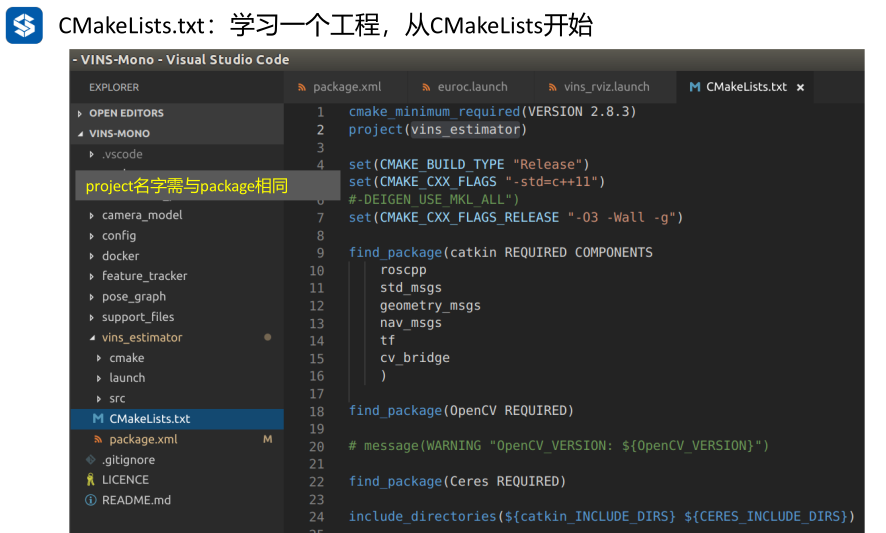 CMakeLists.txt：学习一个工程，从CMakeLists开始
- VINS-Mono - Visual Studio Code
EXPLORER
package.xml
euroc.launch
vins_rviz.launch
CMakeLists.txt ×
OPEN EDITORS
VINS-MONO
.vscode
project名字需与package相同
camera_model
config
docker
feature_tracker
pose_graph
support_files
vins_estimator
cmake
launch
src
CMakeLists.txt
package.xml M
.gitignore
LICENCE
README.md
1 cmake_minimum_required(VERSION 2.8.3)
2 project(vins_estimator)
3
4 set(CMAKE_BUILD_TYPE "Release")
set(CMAKE_CXX_FLAGS "-std=c++11")
#-DEIGEN_USE_MKL_ALL")
7 set(CMAKE_CXX_FLAGS_RELEASE "-O3 -Wall -g")
8
9 find_package(catkin REQUIRED COMPONENTS
10 roscpp
11 std_msgs
12 geometry_msgs
13 nav_msgs
14 tf
15 cv_bridge
16 )
17
18 find_package(OpenCV REQUIRED)
19
20 # message(WARNING "OpenCV_VERSION: ${OpenCV_VERSION}")
21
22 find_package(Ceres REQUIRED)
23
24 include_directories(${catkin_INCLUDE_DIRS} ${CERES_INCLUDE_DIRS})